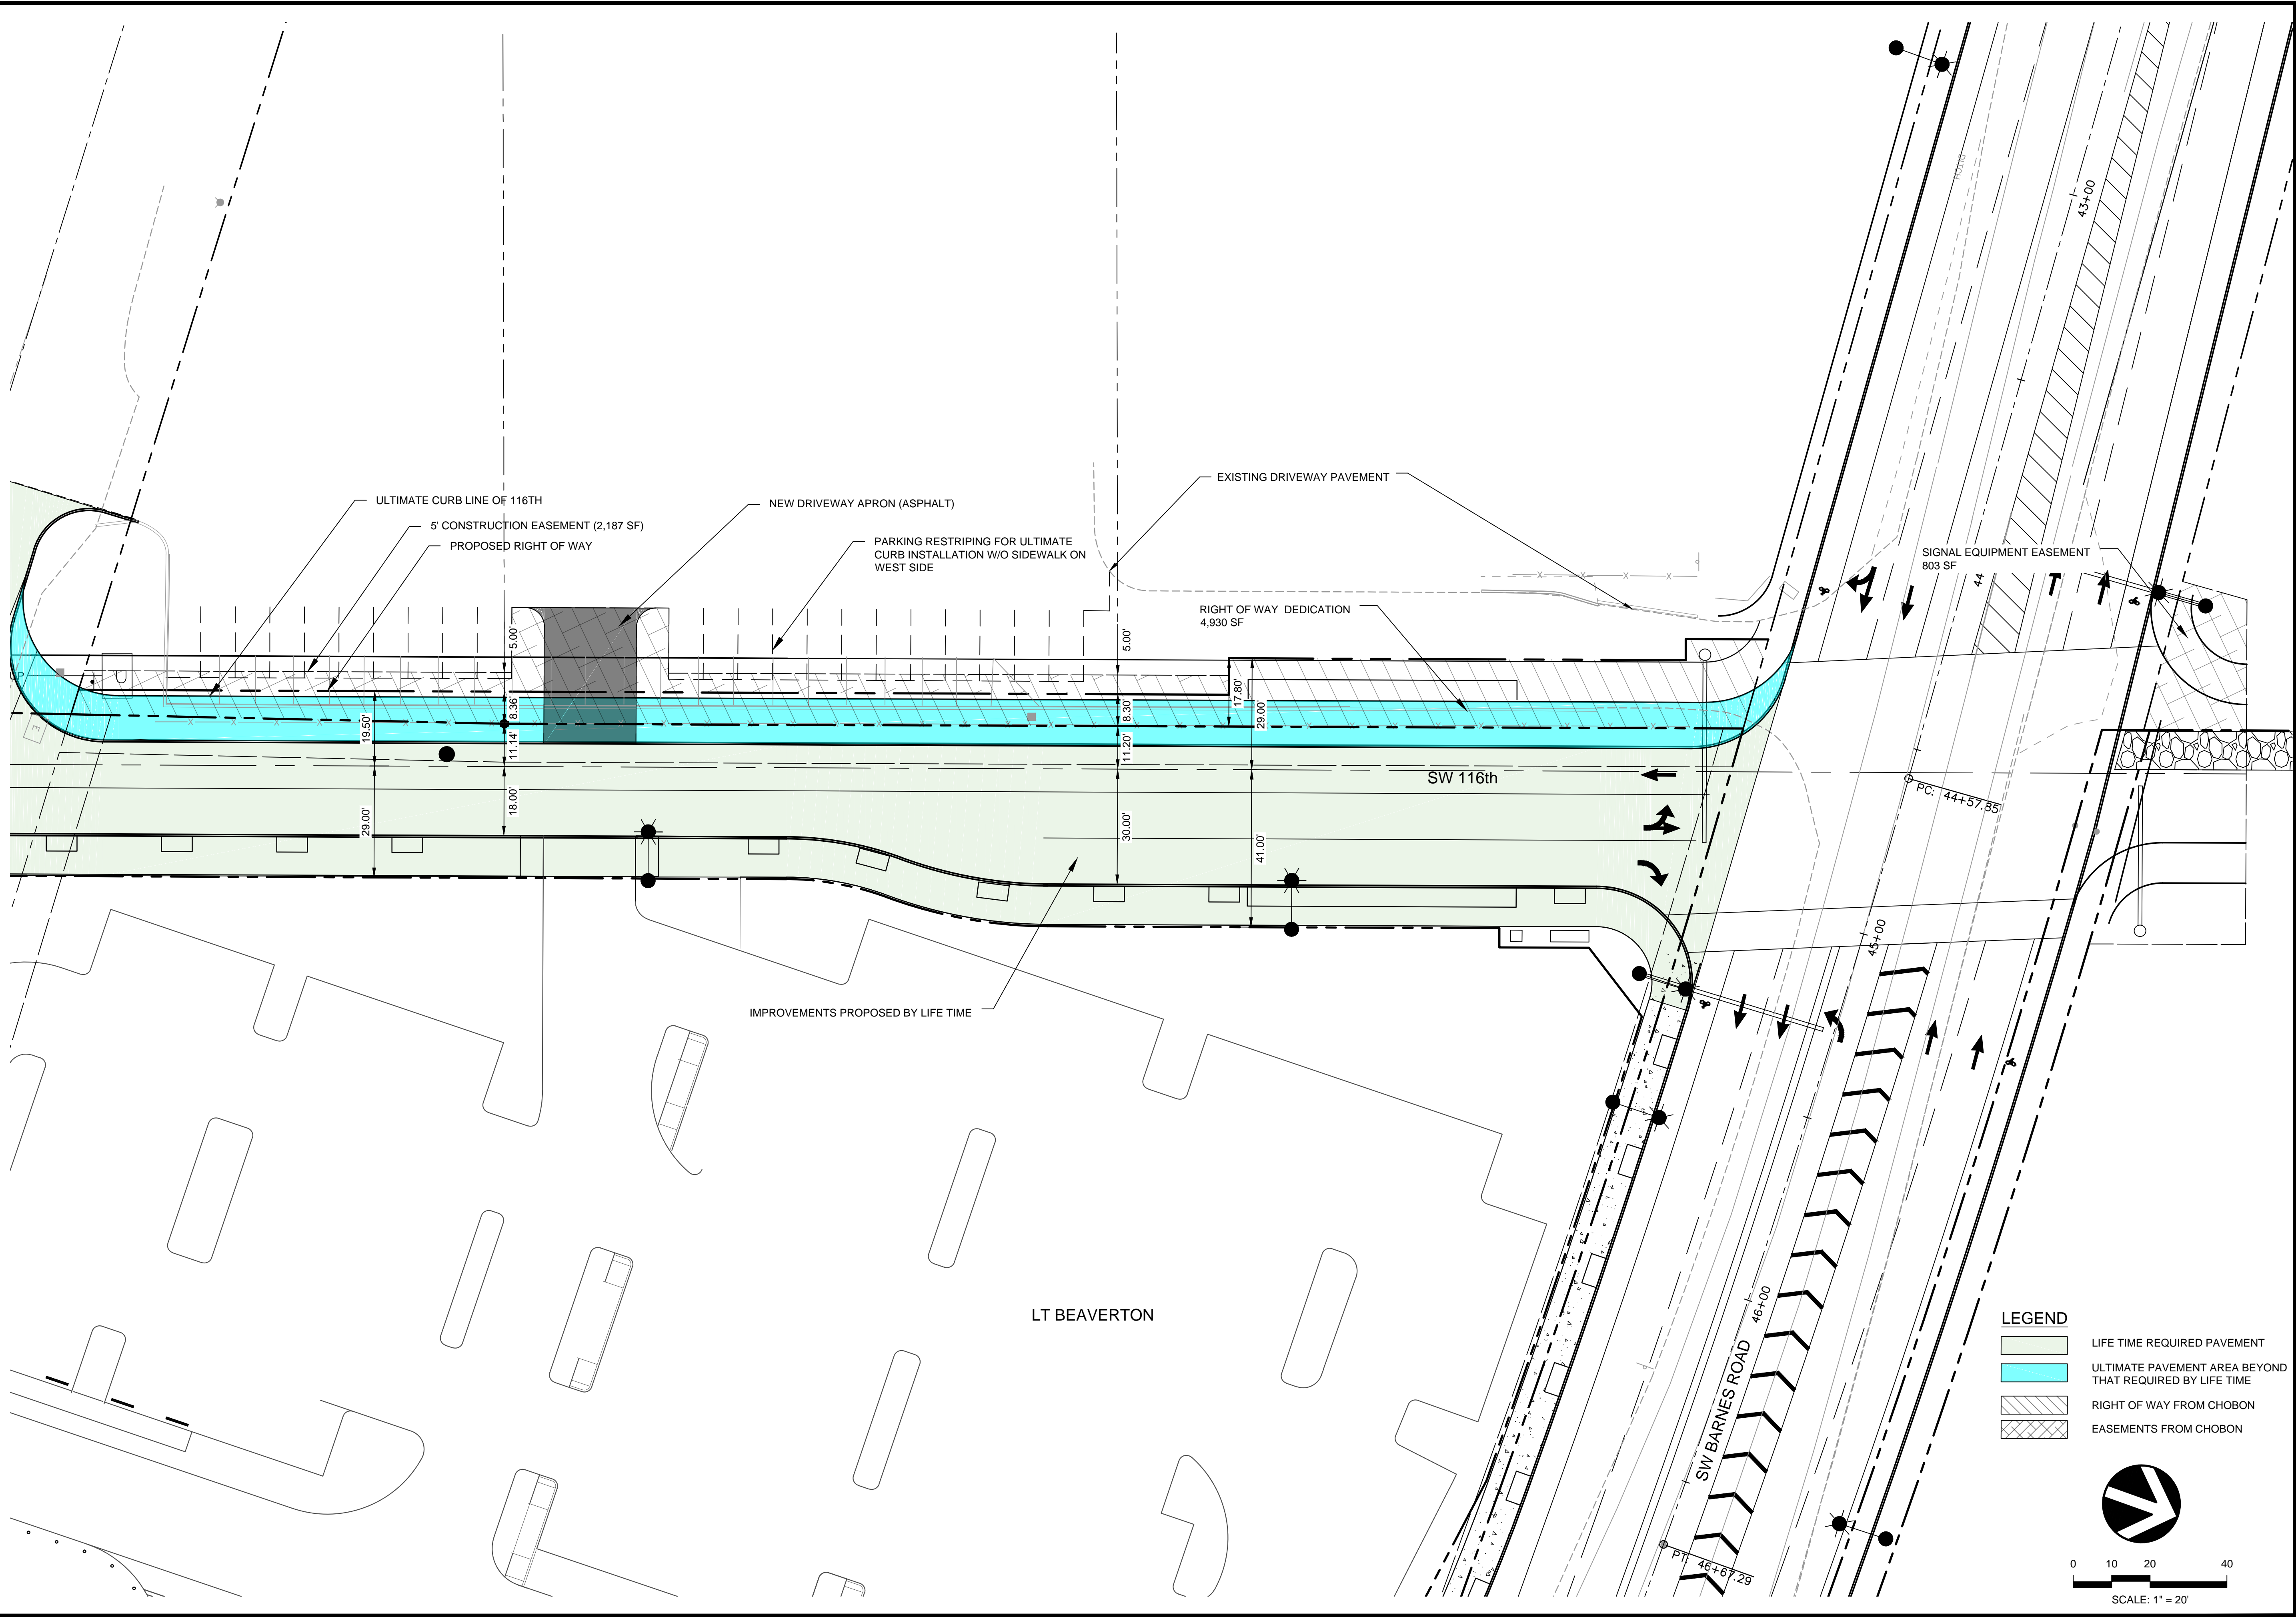 DITCH
43+00
ULTIMATE CURB LINE OF 116TH
5' CONSTRUCTION EASEMENT (2,187 SF)
PROPOSED RIGHT OF WAY
NEW DRIVEWAY APRON (ASPHALT)
PARKING RESTRIPING FOR ULTIMATE
CURB INSTALLATION W/O SIDEWALK ON
WEST SIDE
EXISTING DRIVEWAY PAVEMENT
RIGHT OF WAY DEDICATION
4,930 SF
SIGNAL EQUIPMENT EASEMENT
803 SF
44
UP
E
5.00'
8.36'
19.50'
11.14'
29.00'
18.00'
5.00'
8.30'
11.20'
30.00'
17.80'
29.00'
41.00'
SW 116th
PC: 44+57.85
45+00
IMPROVEMENTS PROPOSED BY LIFE TIME
46+00
LT BEAVERTON
SW BARNES ROAD
PT: 46+67.29
LEGEND
LIFE TIME REQUIRED PAVEMENT
ULTIMATE PAVEMENT AREA BEYOND
THAT REQUIRED BY LIFE TIME
RIGHT OF WAY FROM CHOBON
EASEMENTS FROM CHOBON
0 10 20 40
SCALE: 1" = 20'